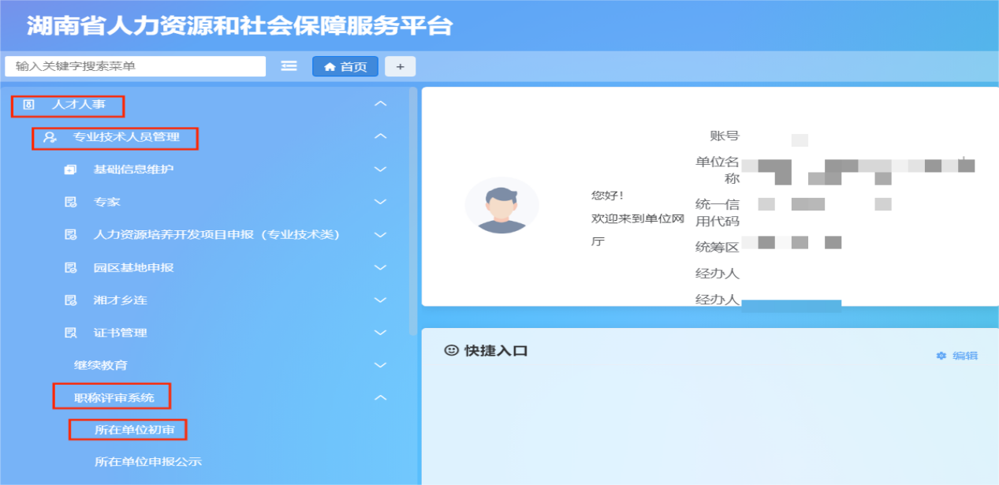 湖南省人力资源和社会保障服务平台
输入关键字搜索菜单
首页
+
人才人事
专业技术人员管理
基础信息维护
专家
人力资源培养开发项目申报（专业技术类）
园区基地申报
湘才乡连
证书管理
继续教育
职称评审系统
所在单位初审
所在单位申报公示
您好！
欢迎来到单位网
厅
账号
单位名
称
统一信
用代码
统筹区
经办人
经办人
快捷入口
编辑